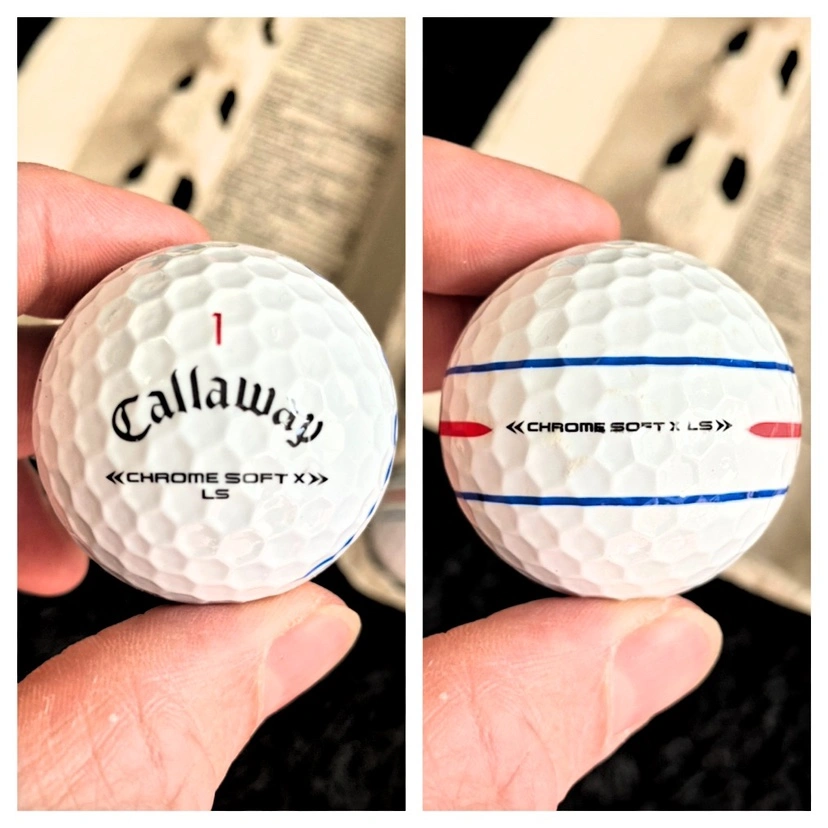 1
Callaway
CHROME SOFT X
LS
CHROME SOFT X LS